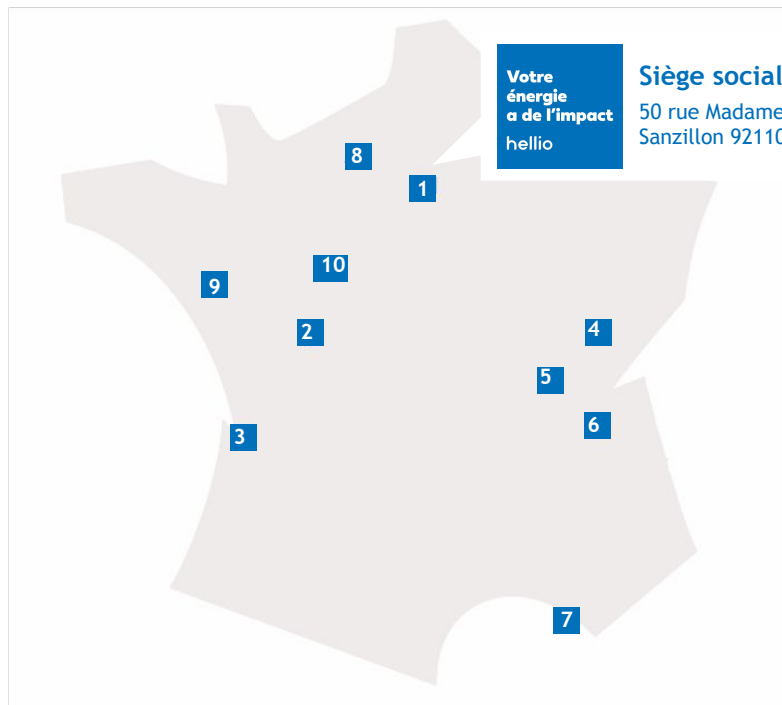 Votre
énergie
a de l'impact
hellio
Siège social
50 rue Madame
Sanzillon 92110
8
1
10
9
2
4
5
3
6
7